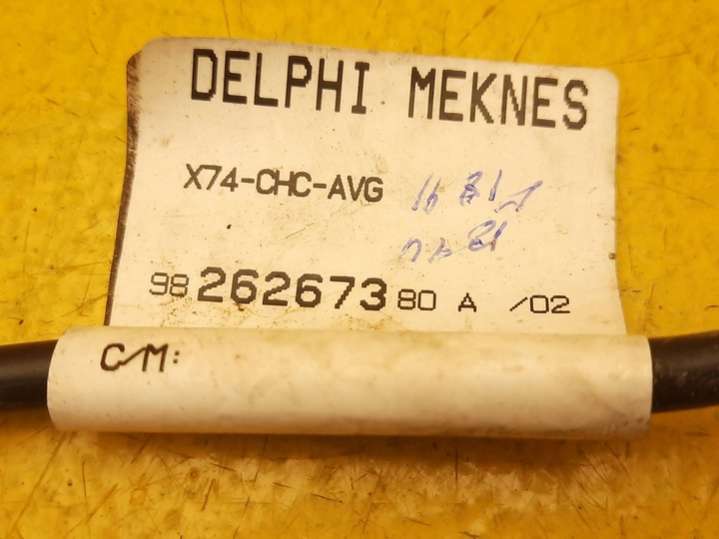 DELPHI MEKNES
X74-CHC-AVG
98 262673 80 A /02
C/M: